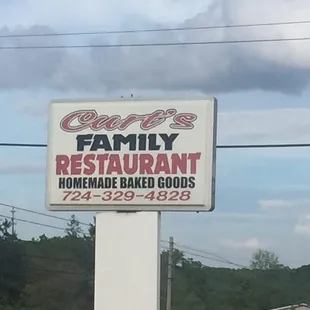 Curt's
FAMILY
RESTAURANT
HOMEMADE BAKED GOODS
724-329-4828